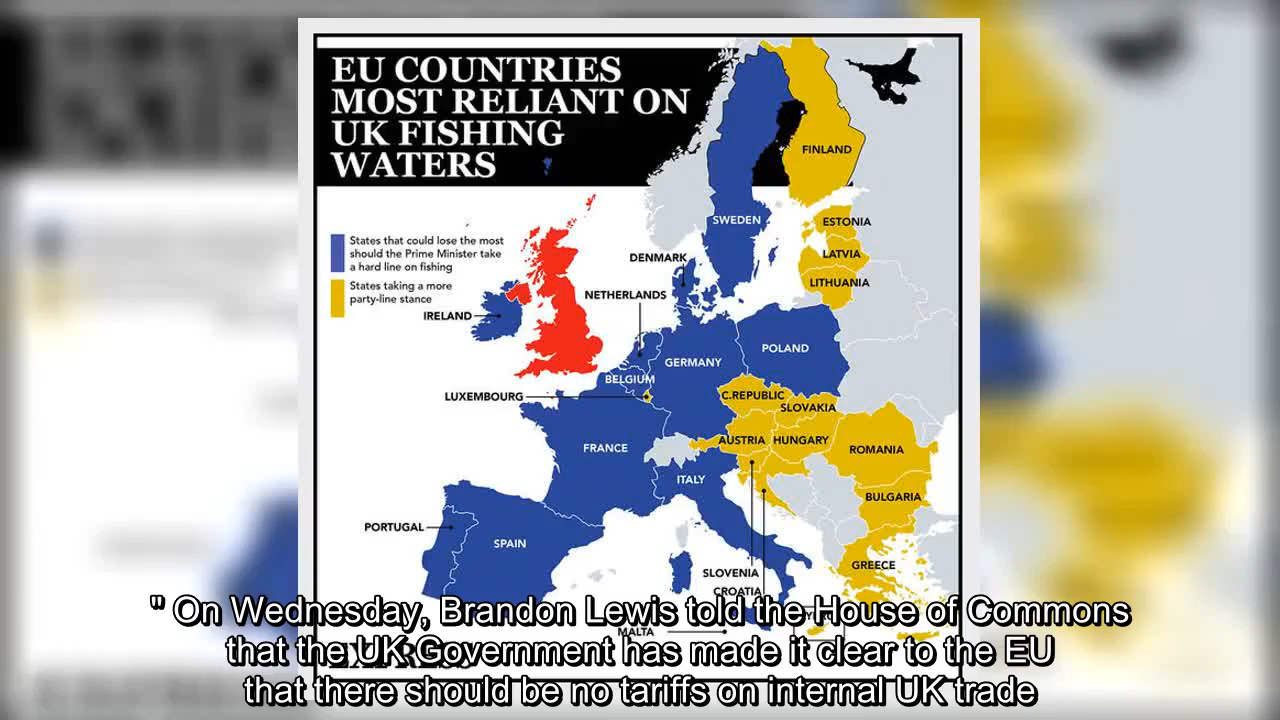 EU COUNTRIES
MOST RELIANT ON
UK FISHING
WATERS
States that could lose the most
should the Prime Minister take
a hard line on fishing
States taking a more
party-line stance
FINLAND
SWEDEN
ESTONIA
LATVIA
DENMARK
LITHUANIA
NETHERLANDS
IRELAND
POLAND
GERMANY
BELGIUM
LUXEMBOURG
C.REPUBLIC
SLOVAKIA
AUSTRIA
HUNGARY
FRANCE
ROMANIA
ITALY
BULGARIA
PORTUGAL
SPAIN
GREECE
SLOVENIA
CROATIA
MALTA
" On Wednesday, Brandon Lewis told the House of Commons
that the UK Government has made it clear to the EU
that there should be no tariffs on internal UK trade